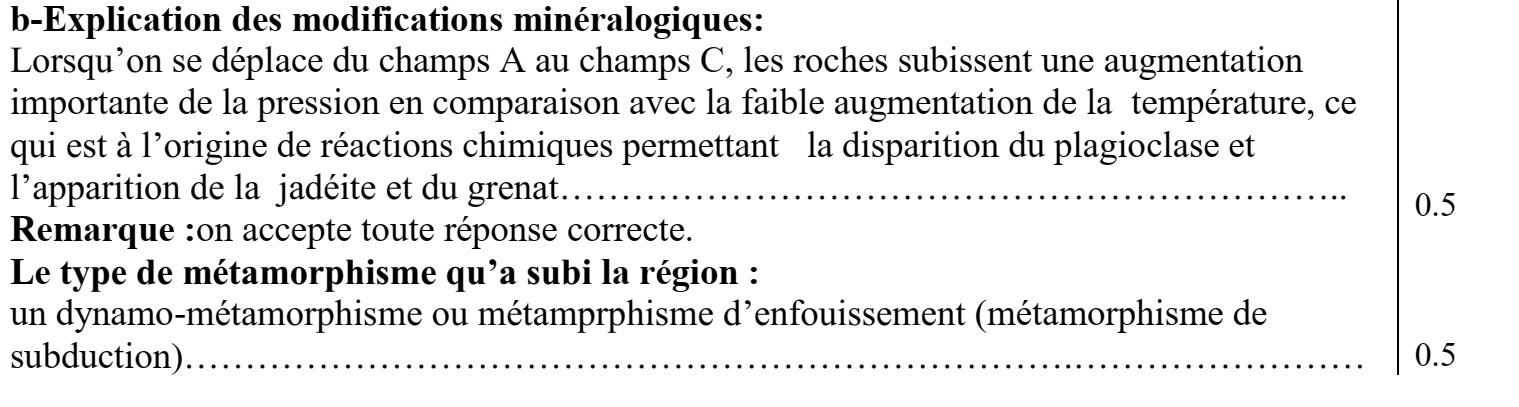 b-Explication des modifications minéralogiques:
Lorsqu’on se déplace du champs A au champs C, les roches subissent une augmentation
importante de la pression en comparaison avec la faible augmentation de la  température, ce
qui est à l’origine de réactions chimiques permettant   la disparition du plagioclase et
l’apparition de la  jadéite et du grenat…………………………………………………………………..
0.5
Remarque :on accepte toute réponse correcte.
Le type de métamorphisme qu’a subi la région :
un dynamo-métamorphisme ou métamprphisme d’enfouissement (métamorphisme de
subduction)……………………………………………………………………….……………………
0.5